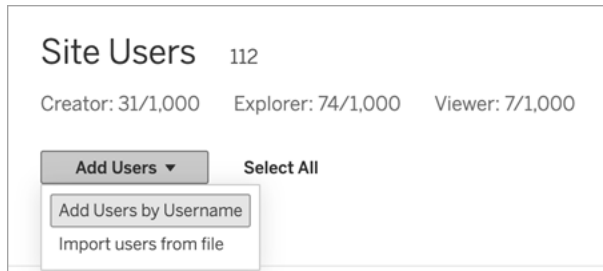 Site Users 112
Creator: 31/1,000 Explorer: 74/1,000 Viewer: 7/1,000
Add Users ▼ Select All
Add Users by Username
Import users from file